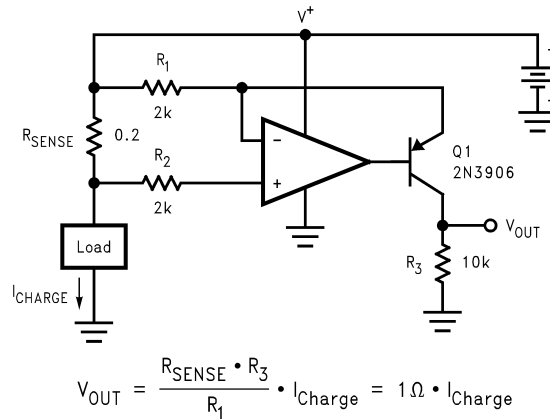 V+
R1
2k
RSENSE
0.2
R2
2k
−
+
Q1
2N3906
VOUT
Load
ICHARGE
R3
10k
VOUT = RSENSE • R3 / R1 • ICharge = 1Ω • ICharge